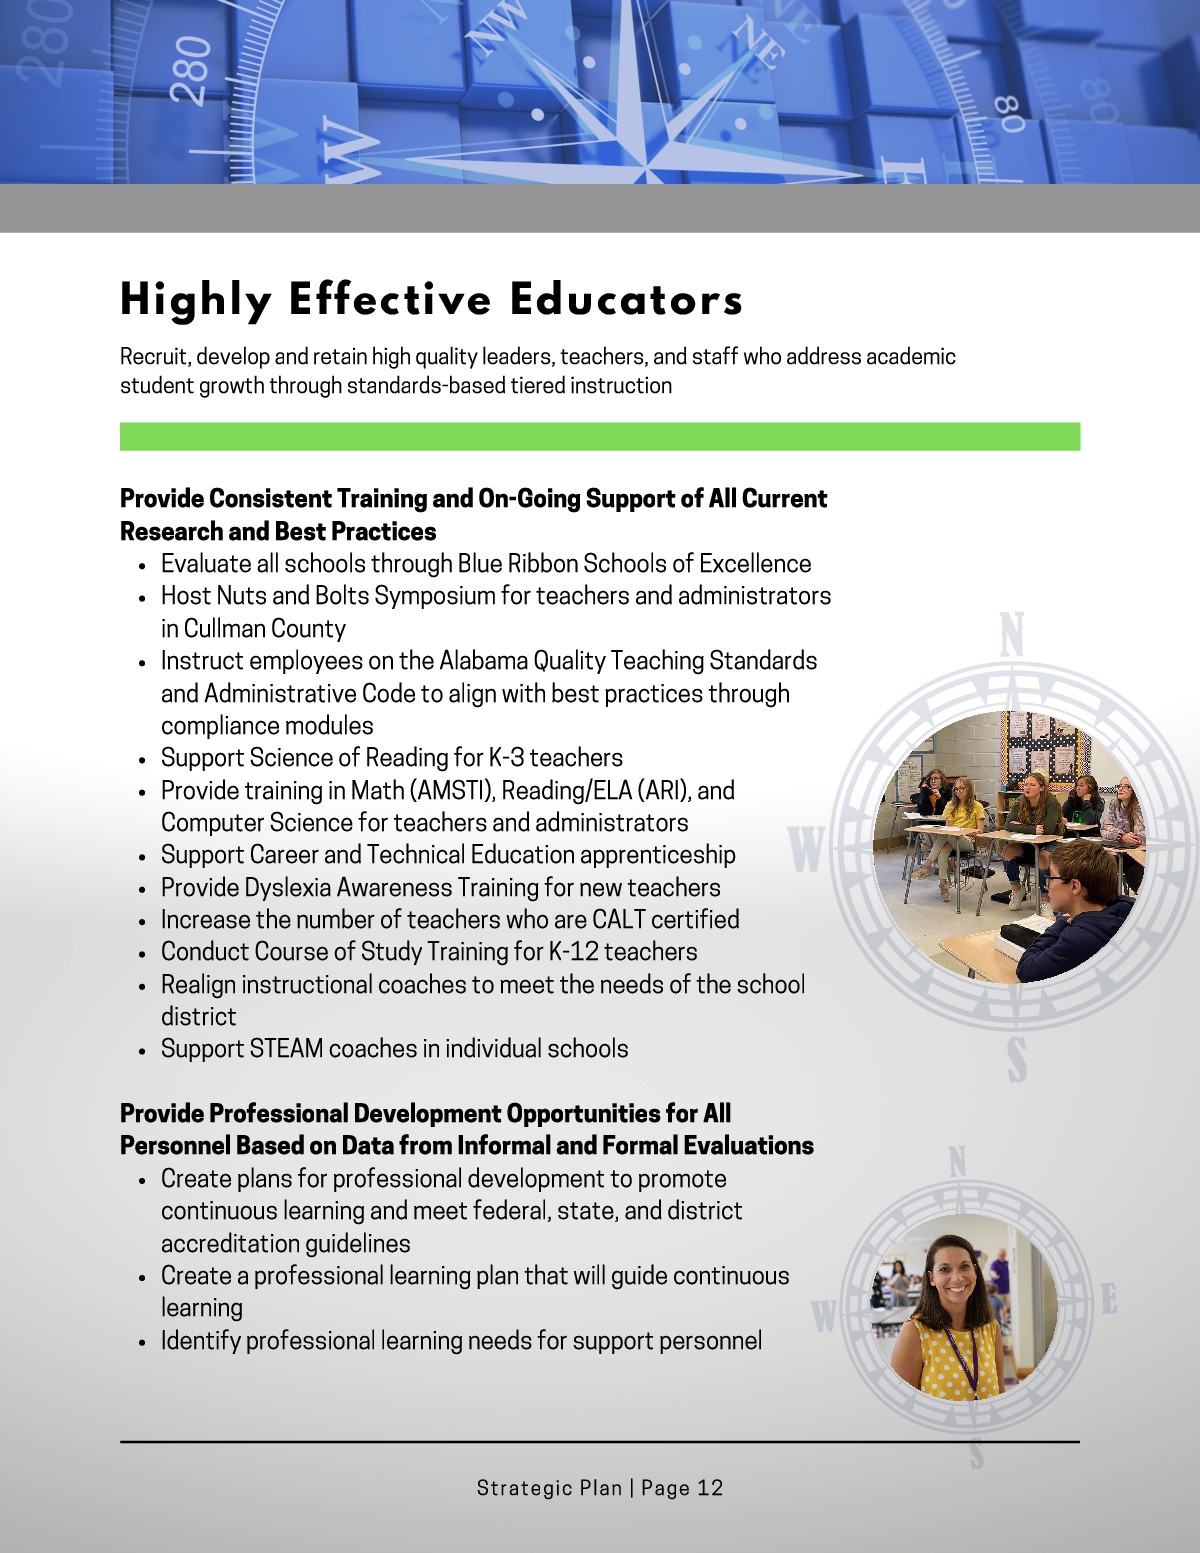 280
280
NW
NE
NE
W
W
E
80
80
Highly Effective Educators
Recruit, develop and retain high quality leaders, teachers, and staff who address academic
student growth through standards-based tiered instruction
Provide Consistent Training and On-Going Support of All Current
Research and Best Practices
• Evaluate all schools through Blue Ribbon Schools of Excellence
• Host Nuts and Bolts Symposium for teachers and administrators
in Cullman County
• Instruct employees on the Alabama Quality Teaching Standards
and Administrative Code to align with best practices through
compliance modules
• Support Science of Reading for K-3 teachers
• Provide training in Math (AMSTI), Reading/ELA (ARI), and
Computer Science for teachers and administrators
• Support Career and Technical Education apprenticeship
• Provide Dyslexia Awareness Training for new teachers
• Increase the number of teachers who are CALT certified
• Conduct Course of Study Training for K-12 teachers
• Realign instructional coaches to meet the needs of the school
district
• Support STEAM coaches in individual schools
N
W
S
Provide Professional Development Opportunities for All
Personnel Based on Data from Informal and Formal Evaluations
• Create plans for professional development to promote
continuous learning and meet federal, state, and district
accreditation guidelines
• Create a professional learning plan that will guide continuous
learning
• Identify professional learning needs for support personnel
N
W
E
S
Strategic Plan | Page 12